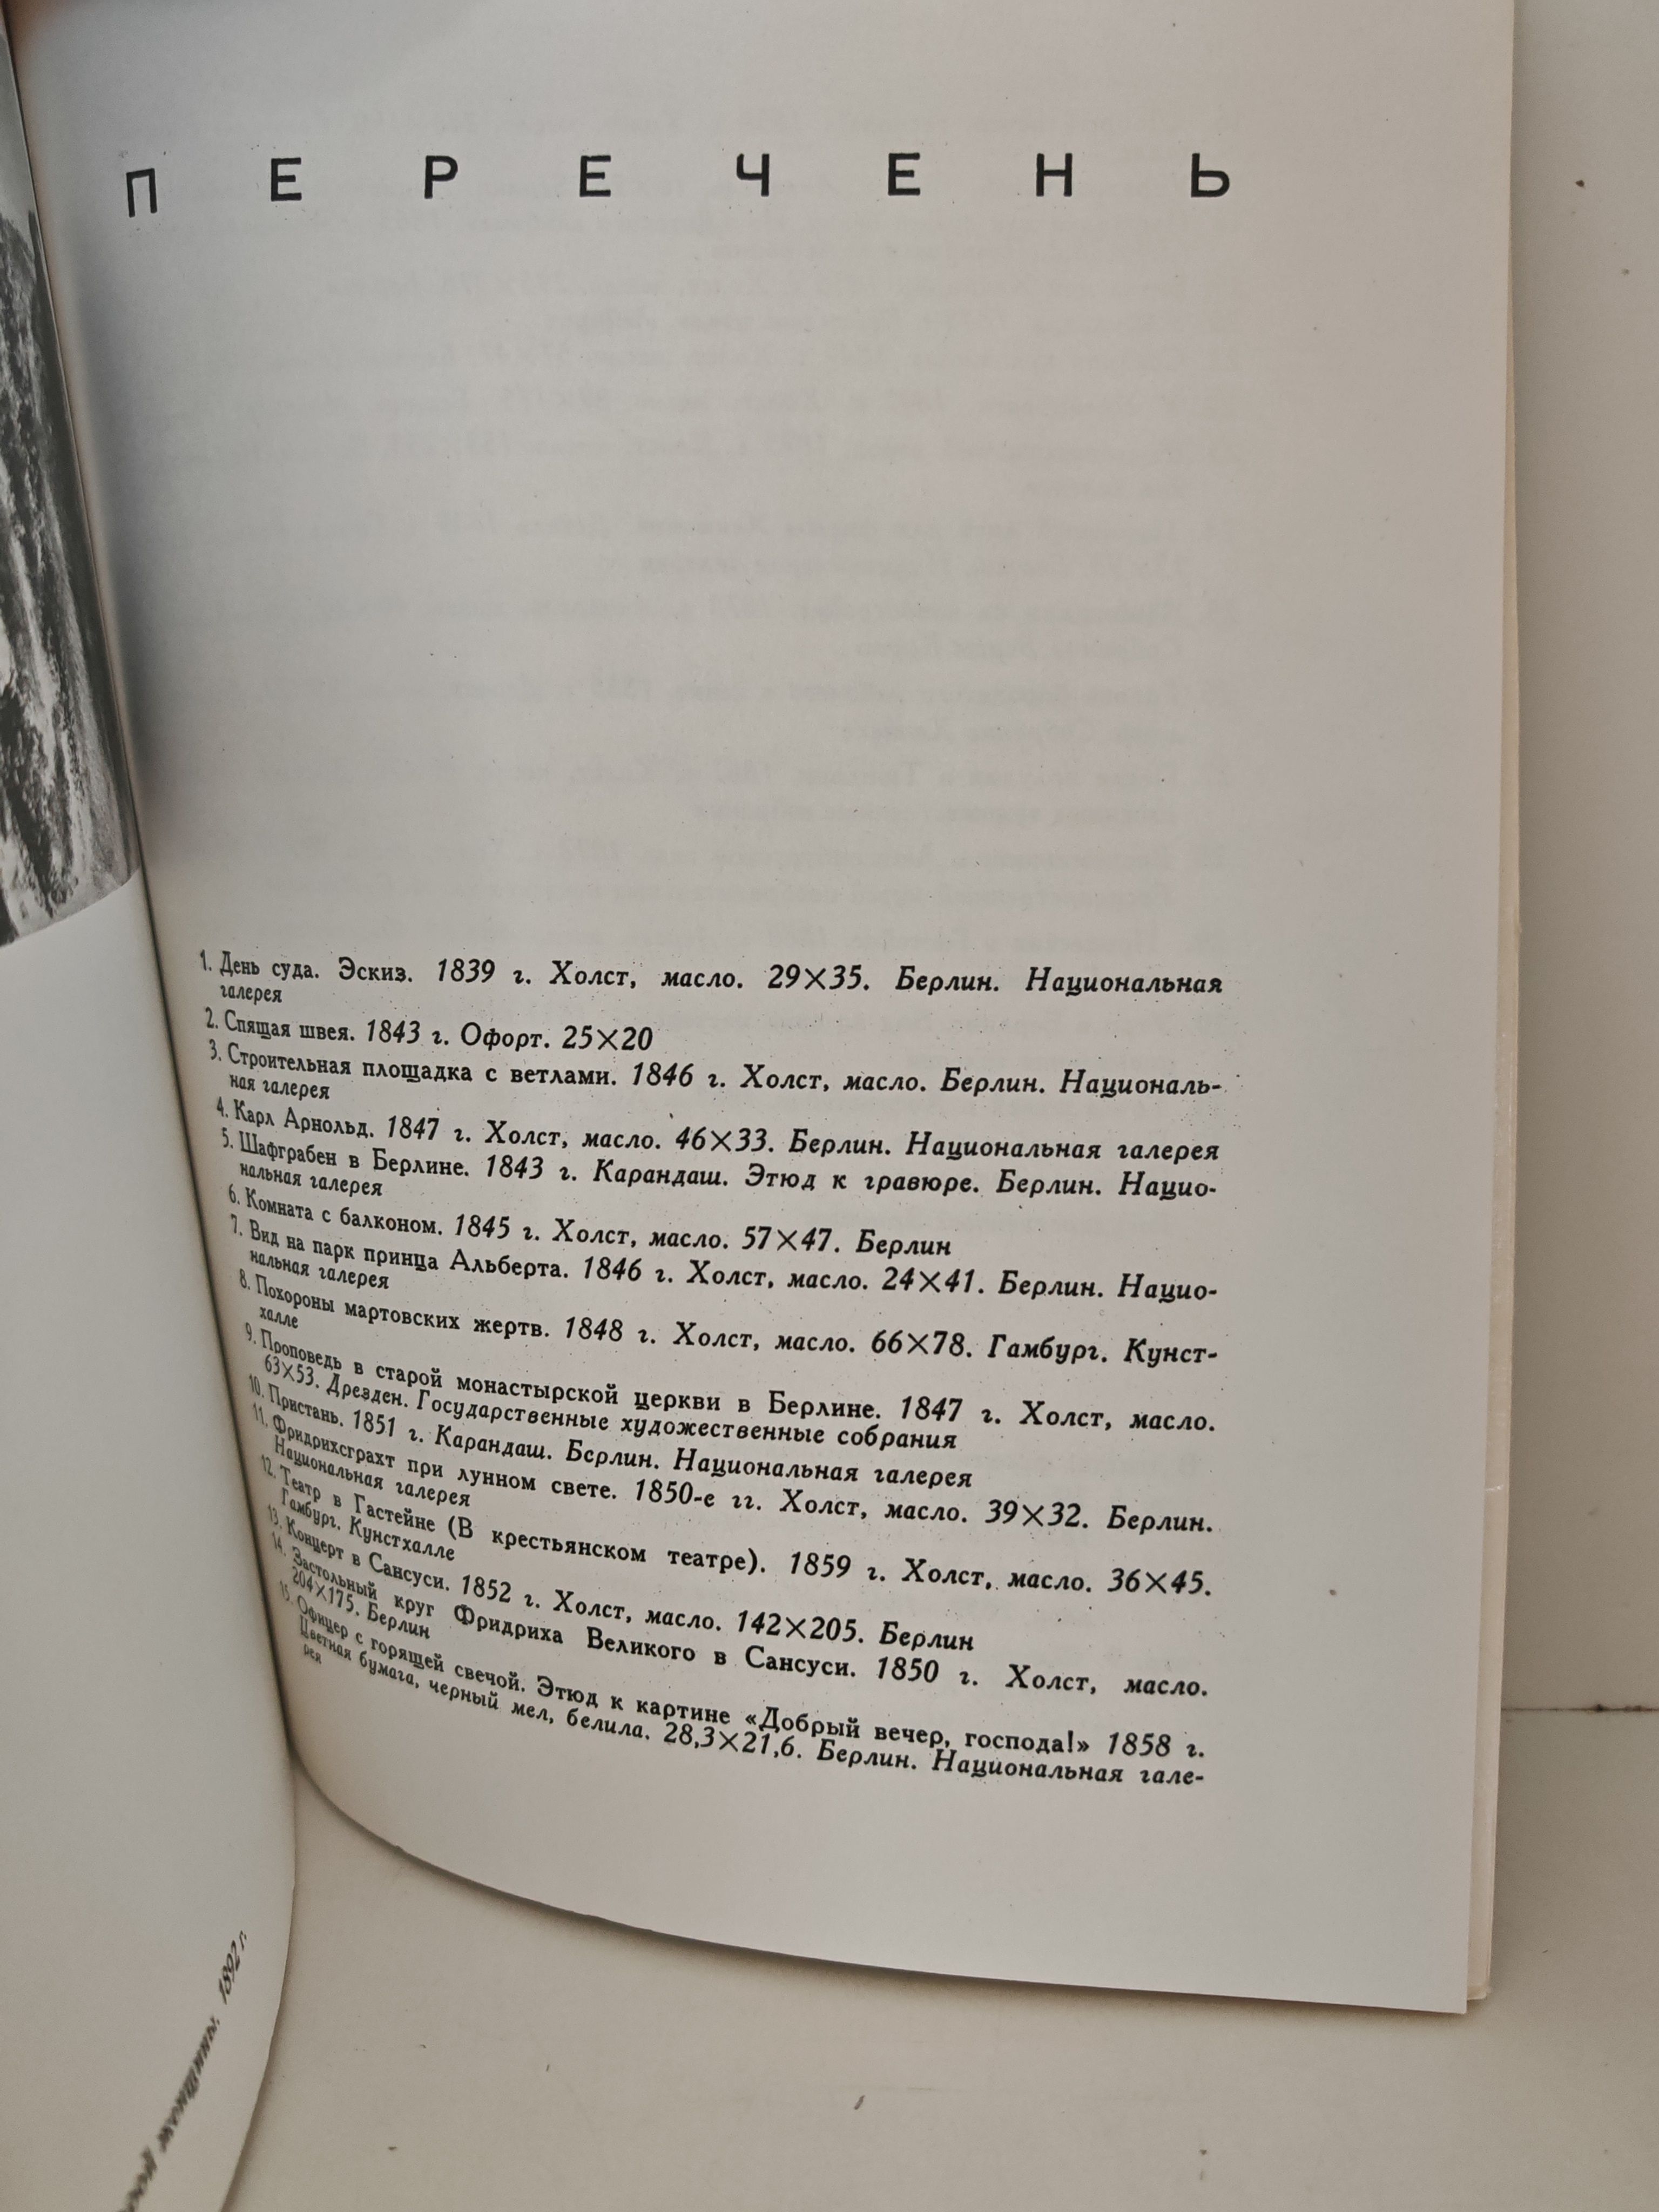 П Е Р Е Ч Е Н Ь
1. День суда. Эскиз. 1839 г. Холст, масло. 29×35. Берлин. Национальная
галерея
2. Спящая швея. 1843 г. Офорт. 25×20
3. Строительная площадка с ветлами. 1846 г. Холст, масло. Берлин. Националь-
ная галерея
4. Карл Арнольд. 1847 г. Холст, масло. 46×33. Берлин. Национальная галерея
5. Шафграбен в Берлине. 1843 г. Карандаш. Этюд к гравюре. Берлин. Нацио-
нальная галерея
6. Комната с балконом. 1845 г. Холст, масло. 57×47. Берлин
7. Вид на парк принца Альберта. 1846 г. Холст, масло. 24×41. Берлин. Нацио-
нальная галерея
8. Похороны мартовских жертв. 1848 г. Холст, масло. 66×78. Гамбург. Кунст-
халле
9. Проповедь в старой монастырской церкви в Берлине. 1847 г. Холст, масло.
63×53. Дрезден. Государственные художественные собрания
10. Пристань. 1851 г. Карандаш. Берлин. Национальная галерея
11. Фридрихсграхт при лунном свете. 1850-е гг. Холст, масло. 39×32. Берлин.
Национальная галерея
12. Театр в Гастейне (В крестьянском театре). 1859 г. Холст, масло. 36×45.
Гамбург. Кунстхалле
13. Концерт в Сансуси. 1852 г. Холст, масло. 142×205. Берлин
14. Застольный круг Фридриха Великого в Сансуси. 1850 г. Холст, масло.
204×175. Берлин
15. Офицер с горящей свечой. Этюд к картине «Добрый вечер, господа!» 1858 г.
Цветная бумага, черный мел, белила. 28,3×21,6. Берлин. Национальная гале-
рея
женщины. 1892 г.